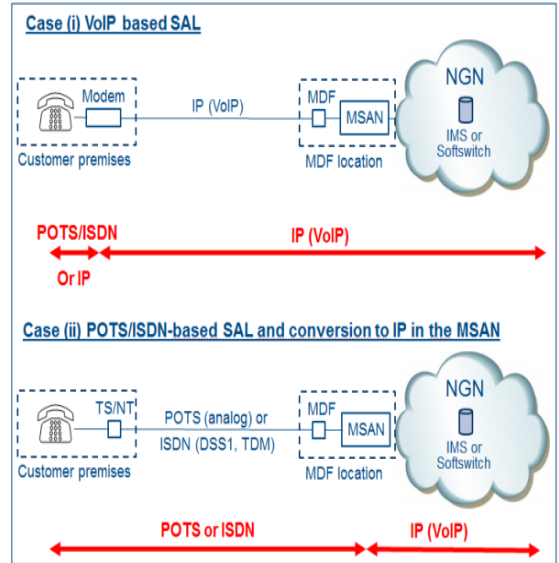 Case (i) VoIP based SAL
Modem
IP (VoIP)
MDF
MSAN
NGN
IMS or
Softswitch
Customer premises
MDF location
POTS/ISDN
Or IP
IP (VoIP)
Case (ii) POTS/ISDN-based SAL and conversion to IP in the MSAN
TS/NT
POTS (analog) or
ISDN (DSS1, TDM)
MDF
MSAN
NGN
IMS or
Softswitch
Customer premises
MDF location
POTS or ISDN
IP (VoIP)